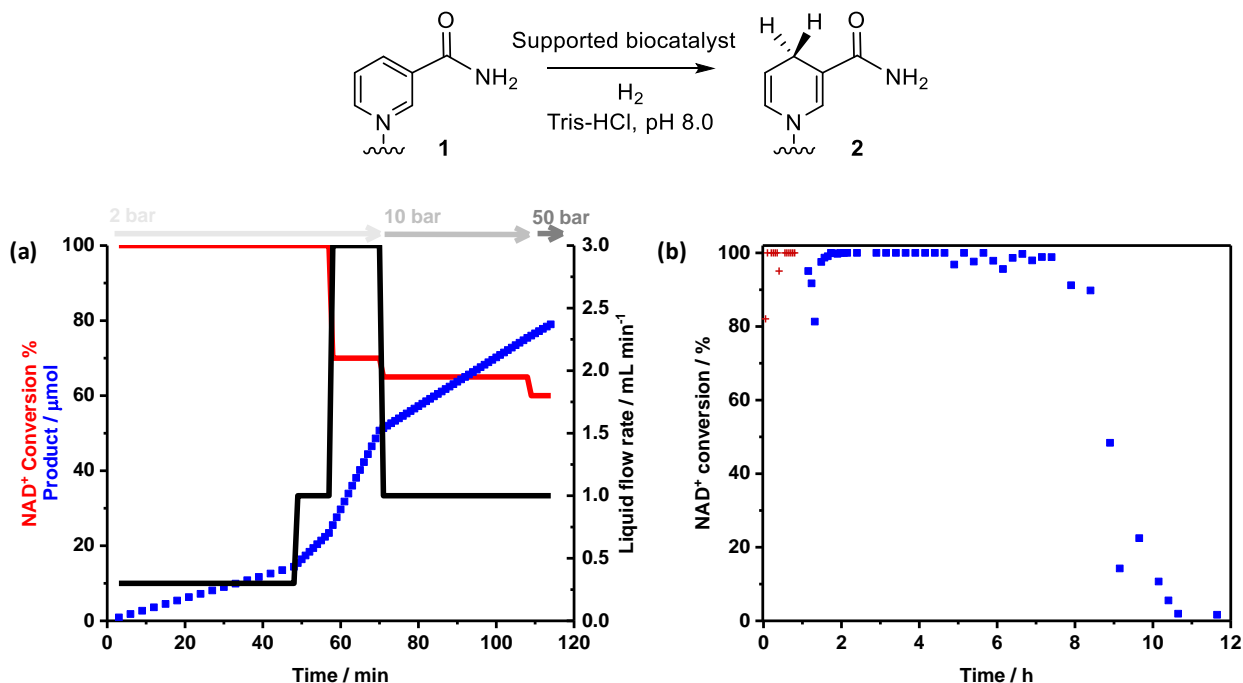 O
NH₂
N
1
Supported biocatalyst
H₂
Tris-HCl, pH 8.0
H H
O
NH₂
N
2
(a)
2 bar
10 bar
50 bar
NAD⁺ Conversion %
Product / μmol
100
80
60
40
20
0
3.0
2.5
2.0
1.5
1.0
0.5
0.0
Liquid flow rate / mL min⁻¹
0 20 40 60 80 100 120
Time / min
(b)
NAD⁺ conversion / %
100
80
60
40
20
0
0 2 4 6 8 10 12
Time / h